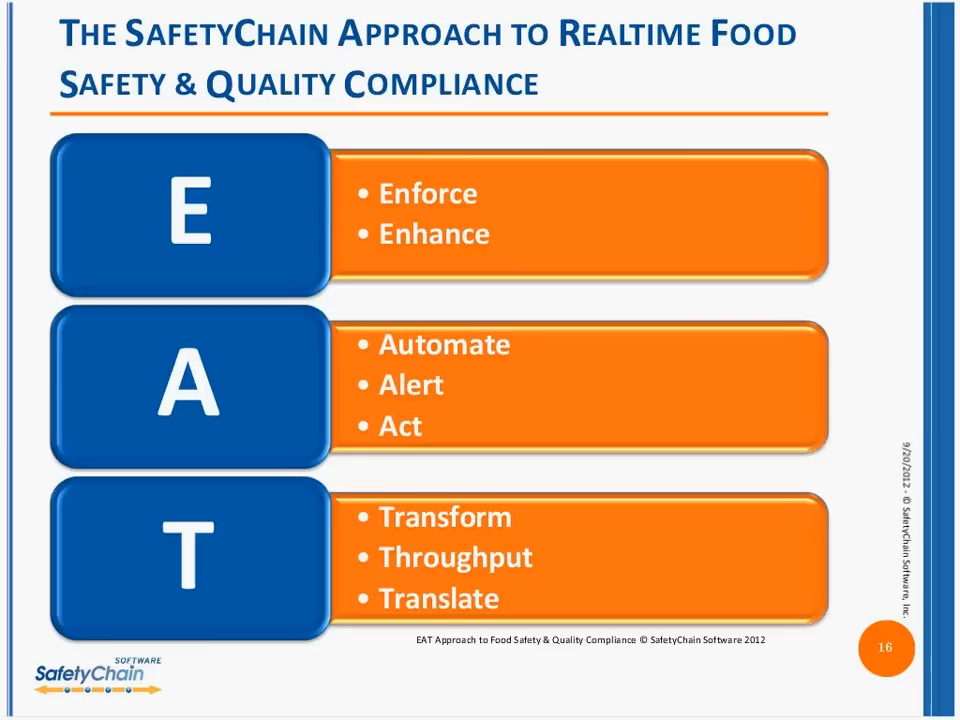 THE SAFETYCHAIN APPROACH TO REALTIME FOOD
SAFETY & QUALITY COMPLIANCE
E
• Enforce
• Enhance
A
• Automate
• Alert
• Act
T
• Transform
• Throughput
• Translate
EAT Approach to Food Safety & Quality Compliance © SafetyChain Software 2012
9/20/2012 - © SafetyChain Software, Inc.
16
SOFTWARE
SafetyChain